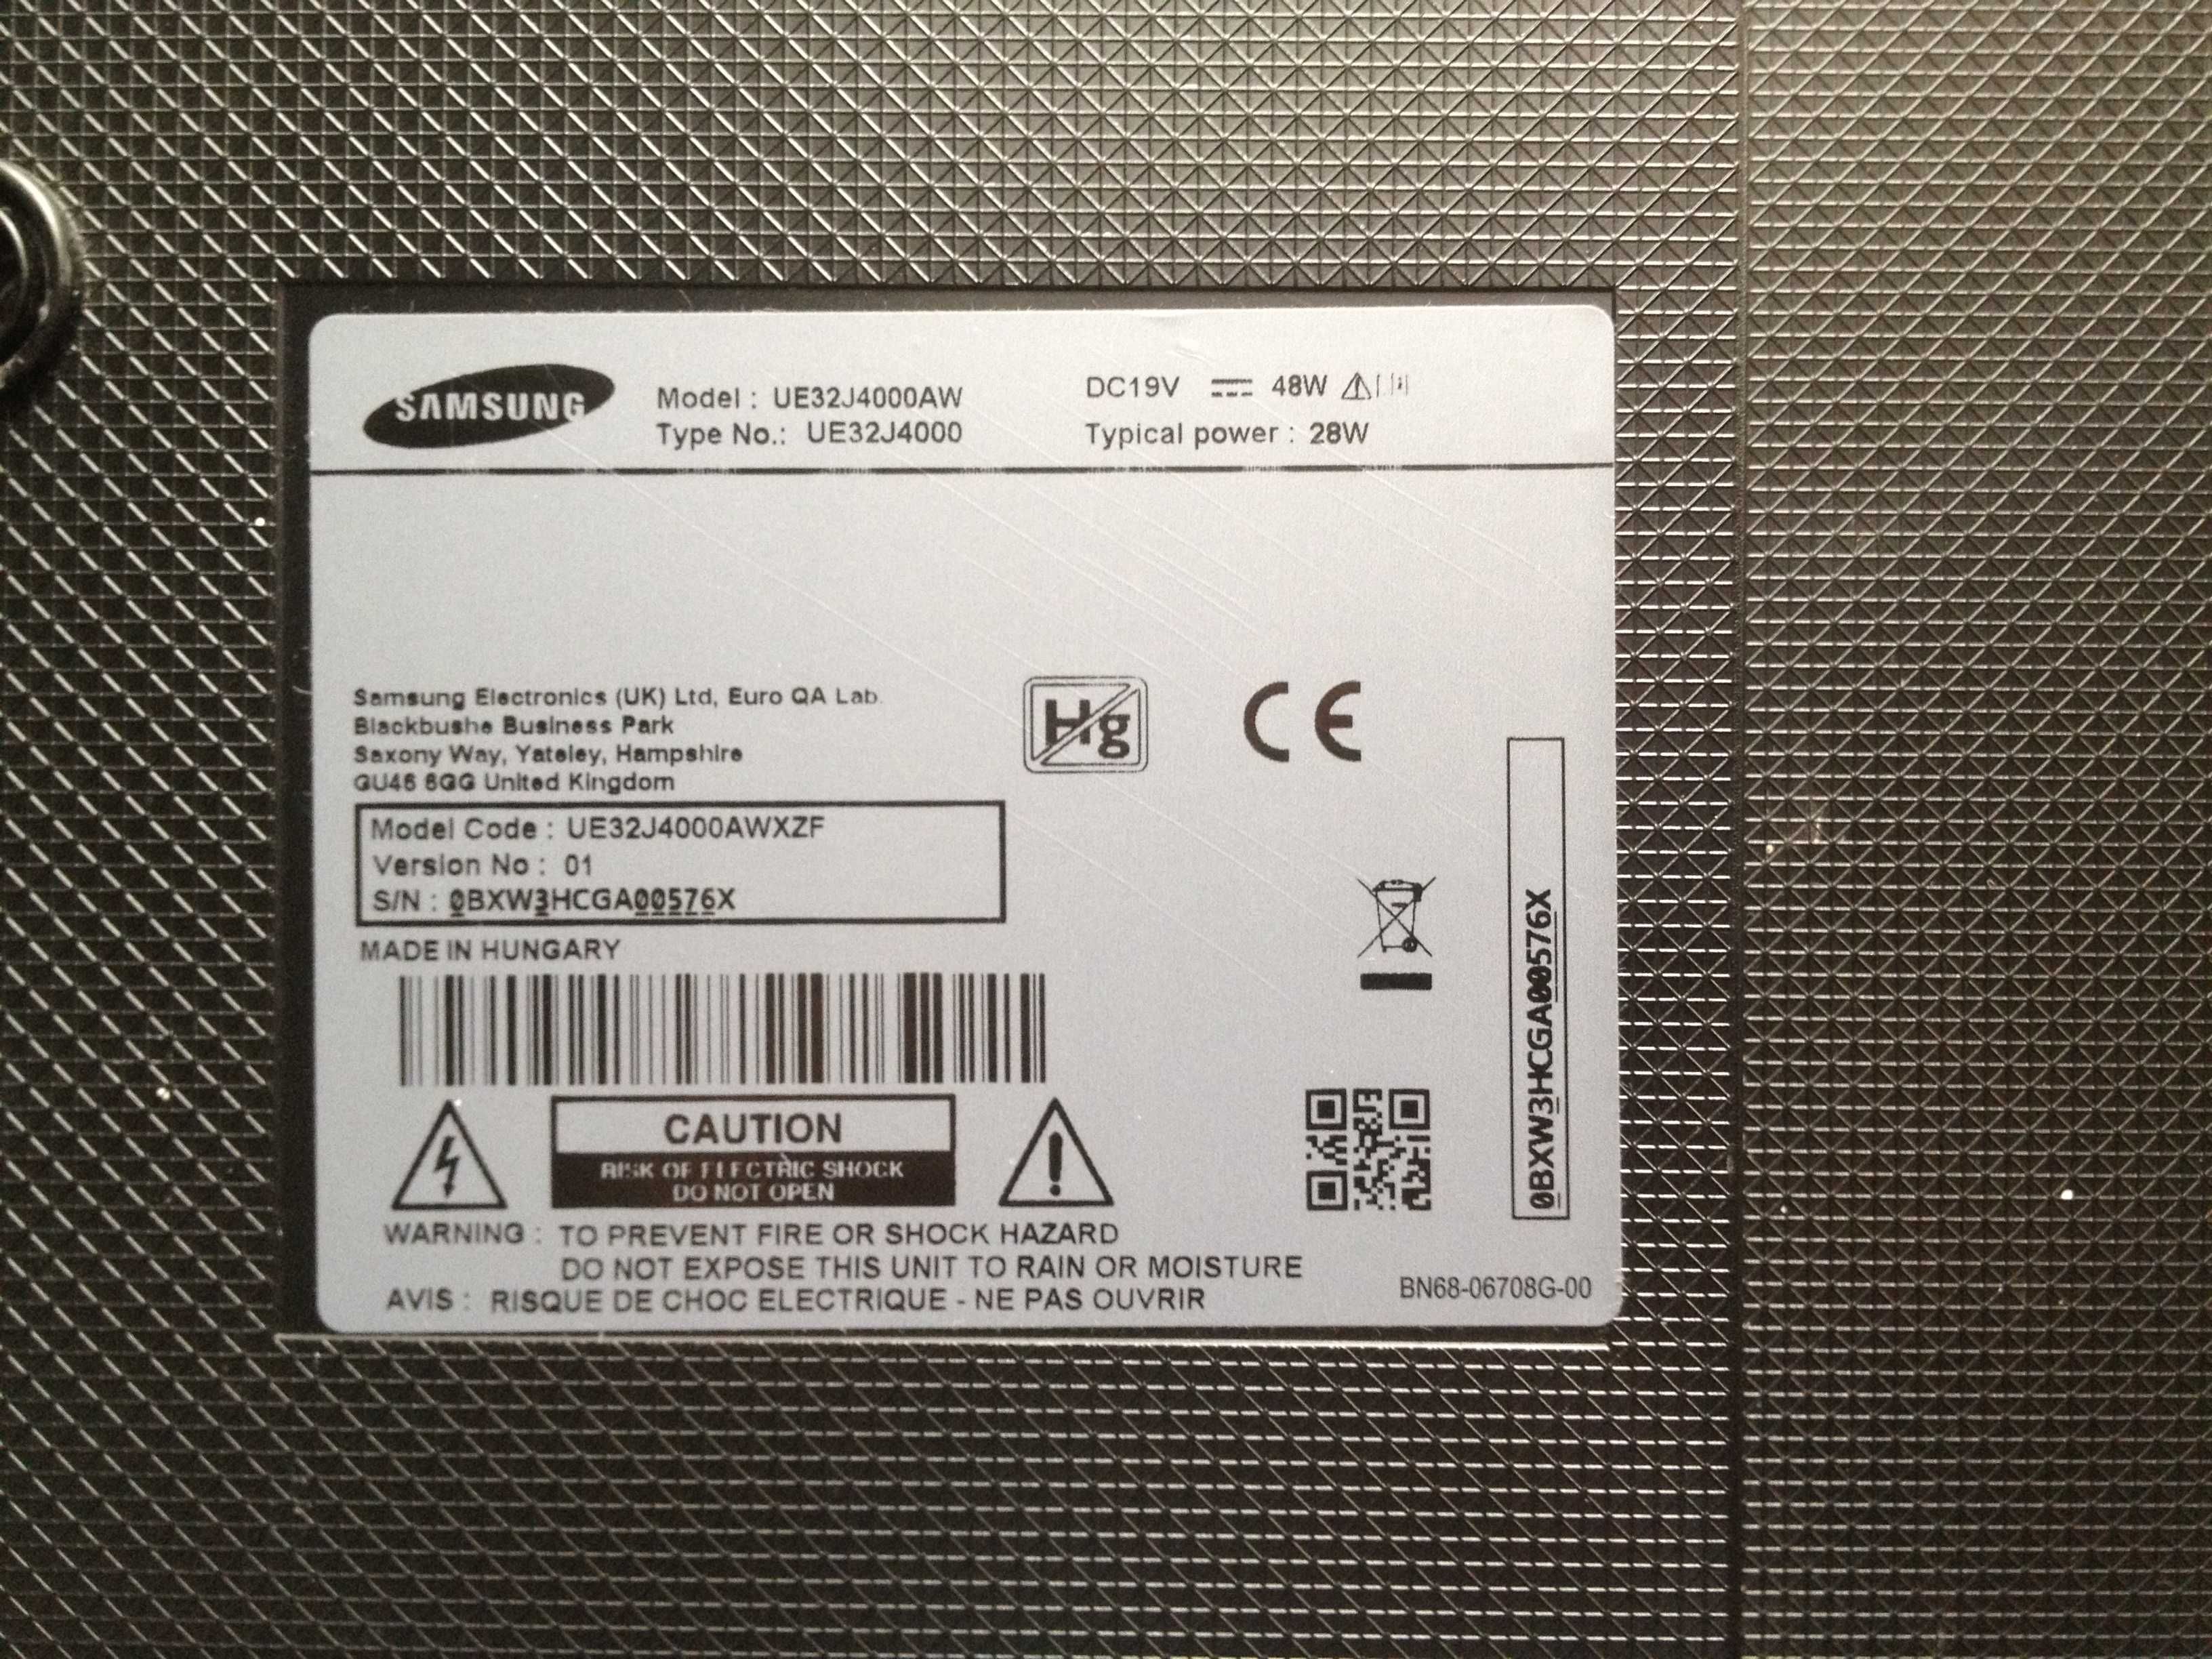 SAMSUNG
Model : UE32J4000AW
Type No.: UE32J4000
DC19V 48W
Typical power : 28W
Samsung Electronics (UK) Ltd, Euro QA Lab.
Blackbushe Business Park
Saxony Way, Yateley, Hampshire
GU46 6GG United Kingdom
Hg
CE
Model Code : UE32J4000AWXZF
Version No : 01
S/N : 0BXW3HCGA00576X
MADE IN HUNGARY
0BXW3HCGA00576X
CAUTION
RISK OF ELECTRIC SHOCK
DO NOT OPEN
WARNING : TO PREVENT FIRE OR SHOCK HAZARD
DO NOT EXPOSE THIS UNIT TO RAIN OR MOISTURE
AVIS : RISQUE DE CHOC ELECTRIQUE - NE PAS OUVRIR
BN68-06708G-00